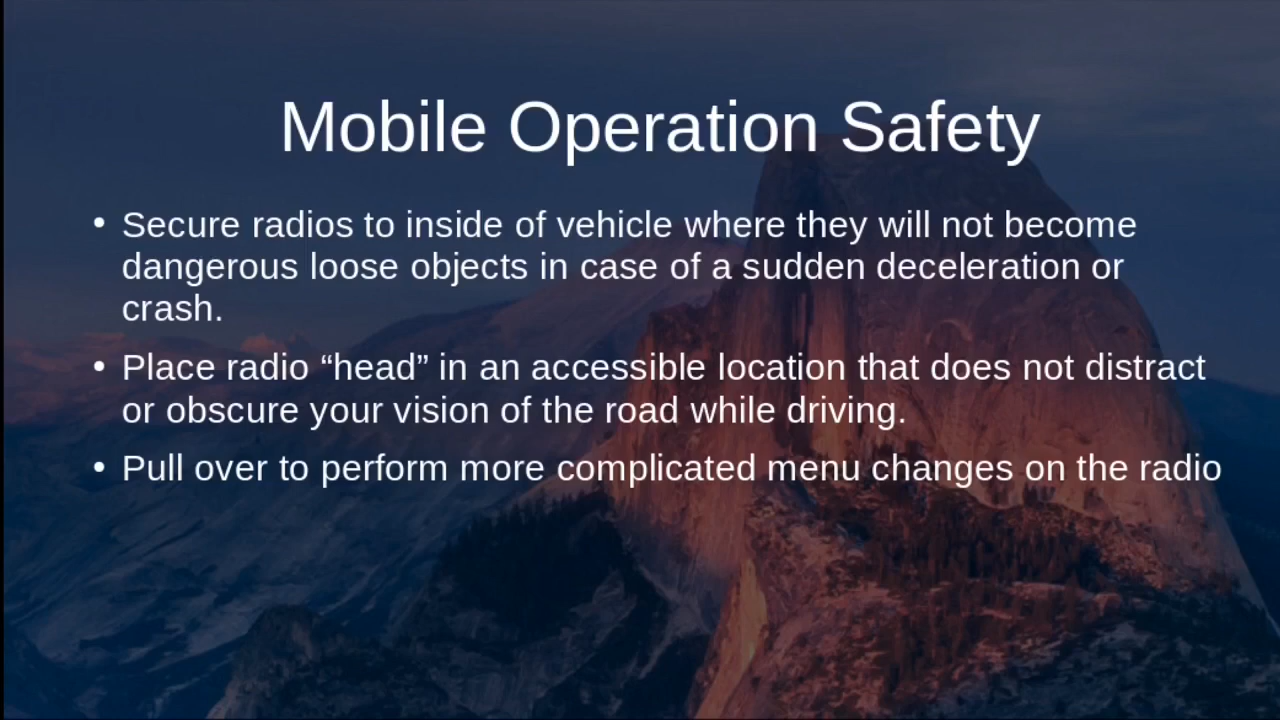 Mobile Operation Safety
• Secure radios to inside of vehicle where they will not become
dangerous loose objects in case of a sudden deceleration or
crash.
• Place radio “head” in an accessible location that does not distract
or obscure your vision of the road while driving.
• Pull over to perform more complicated menu changes on the radio